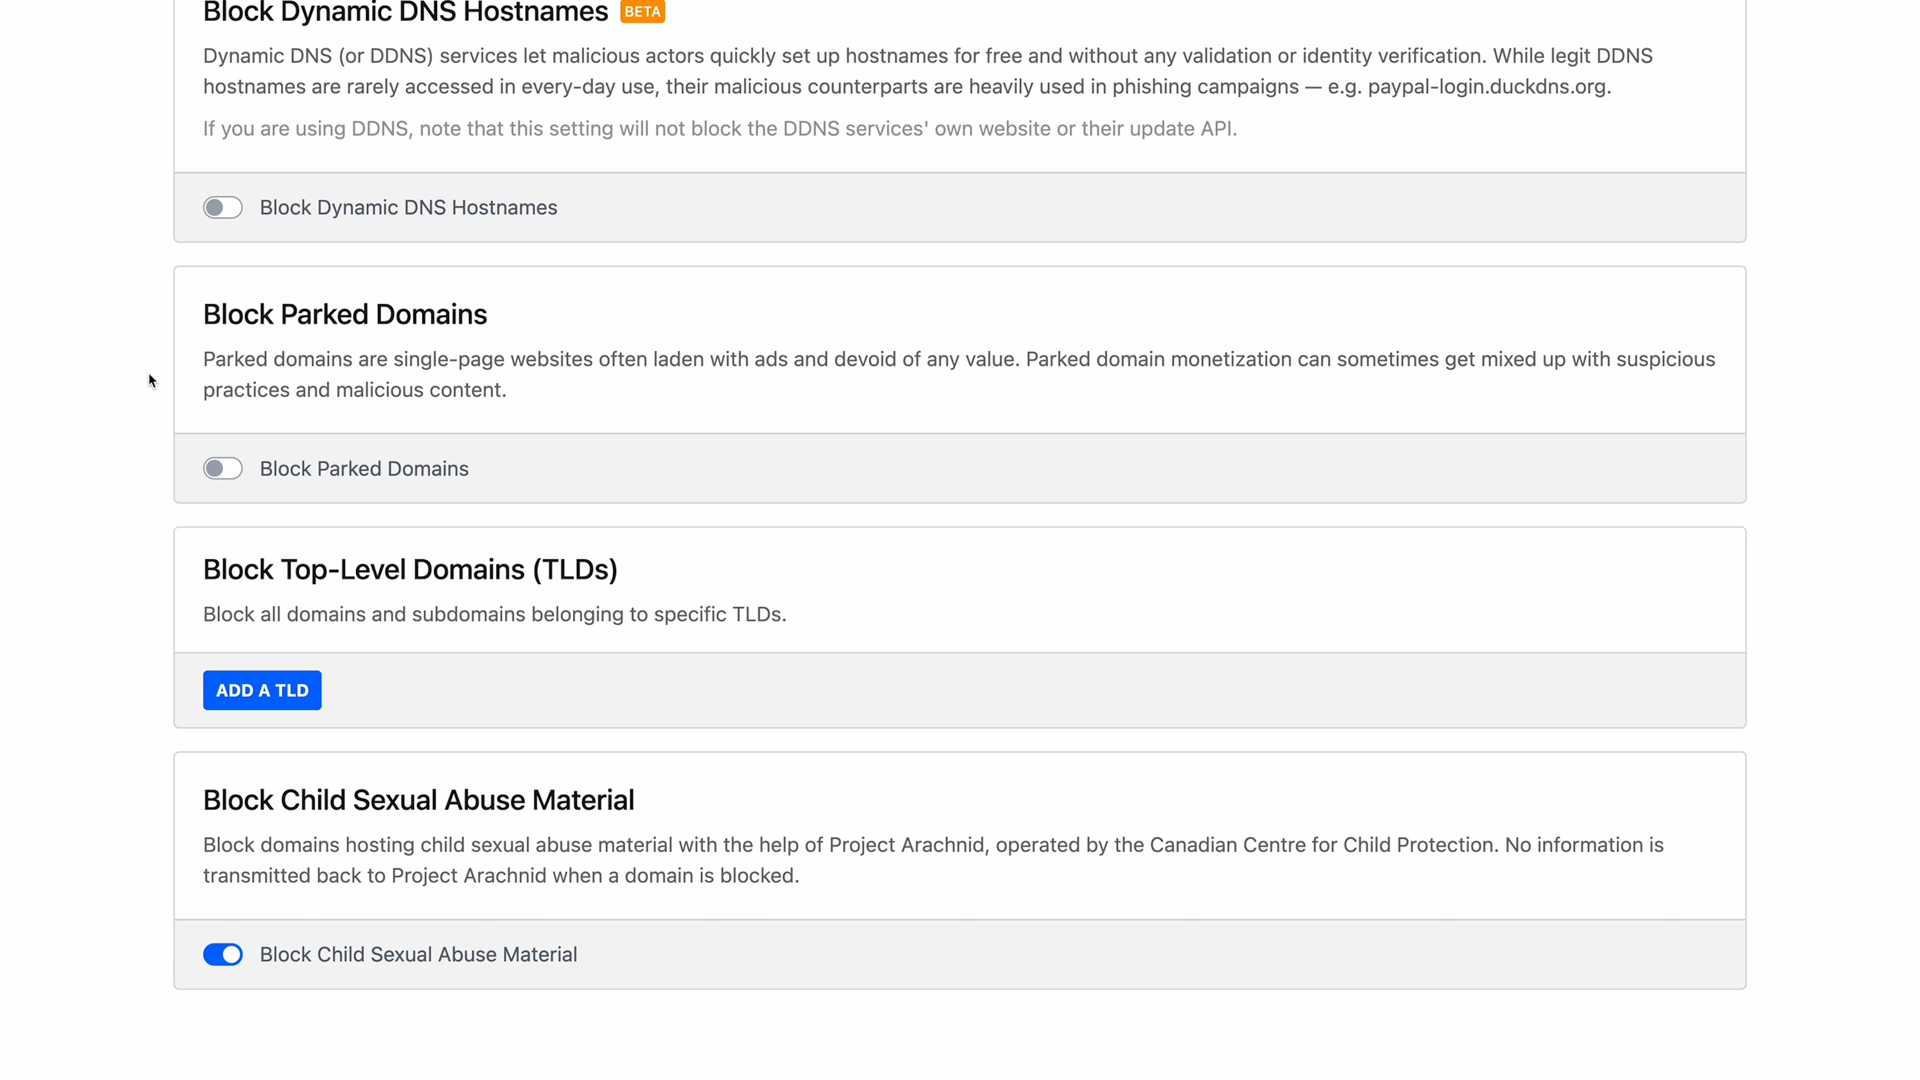 Block Dynamic DNS Hostnames BETA
Dynamic DNS (or DDNS) services let malicious actors quickly set up hostnames for free and without any validation or identity verification. While legit DDNS
hostnames are rarely accessed in every-day use, their malicious counterparts are heavily used in phishing campaigns — e.g. paypal-login.duckdns.org.
If you are using DDNS, note that this setting will not block the DDNS services' own website or their update API.
Block Dynamic DNS Hostnames
Block Parked Domains
Parked domains are single-page websites often laden with ads and devoid of any value. Parked domain monetization can sometimes get mixed up with suspicious
practices and malicious content.
Block Parked Domains
Block Top-Level Domains (TLDs)
Block all domains and subdomains belonging to specific TLDs.
ADD A TLD
Block Child Sexual Abuse Material
Block domains hosting child sexual abuse material with the help of Project Arachnid, operated by the Canadian Centre for Child Protection. No information is
transmitted back to Project Arachnid when a domain is blocked.
Block Child Sexual Abuse Material